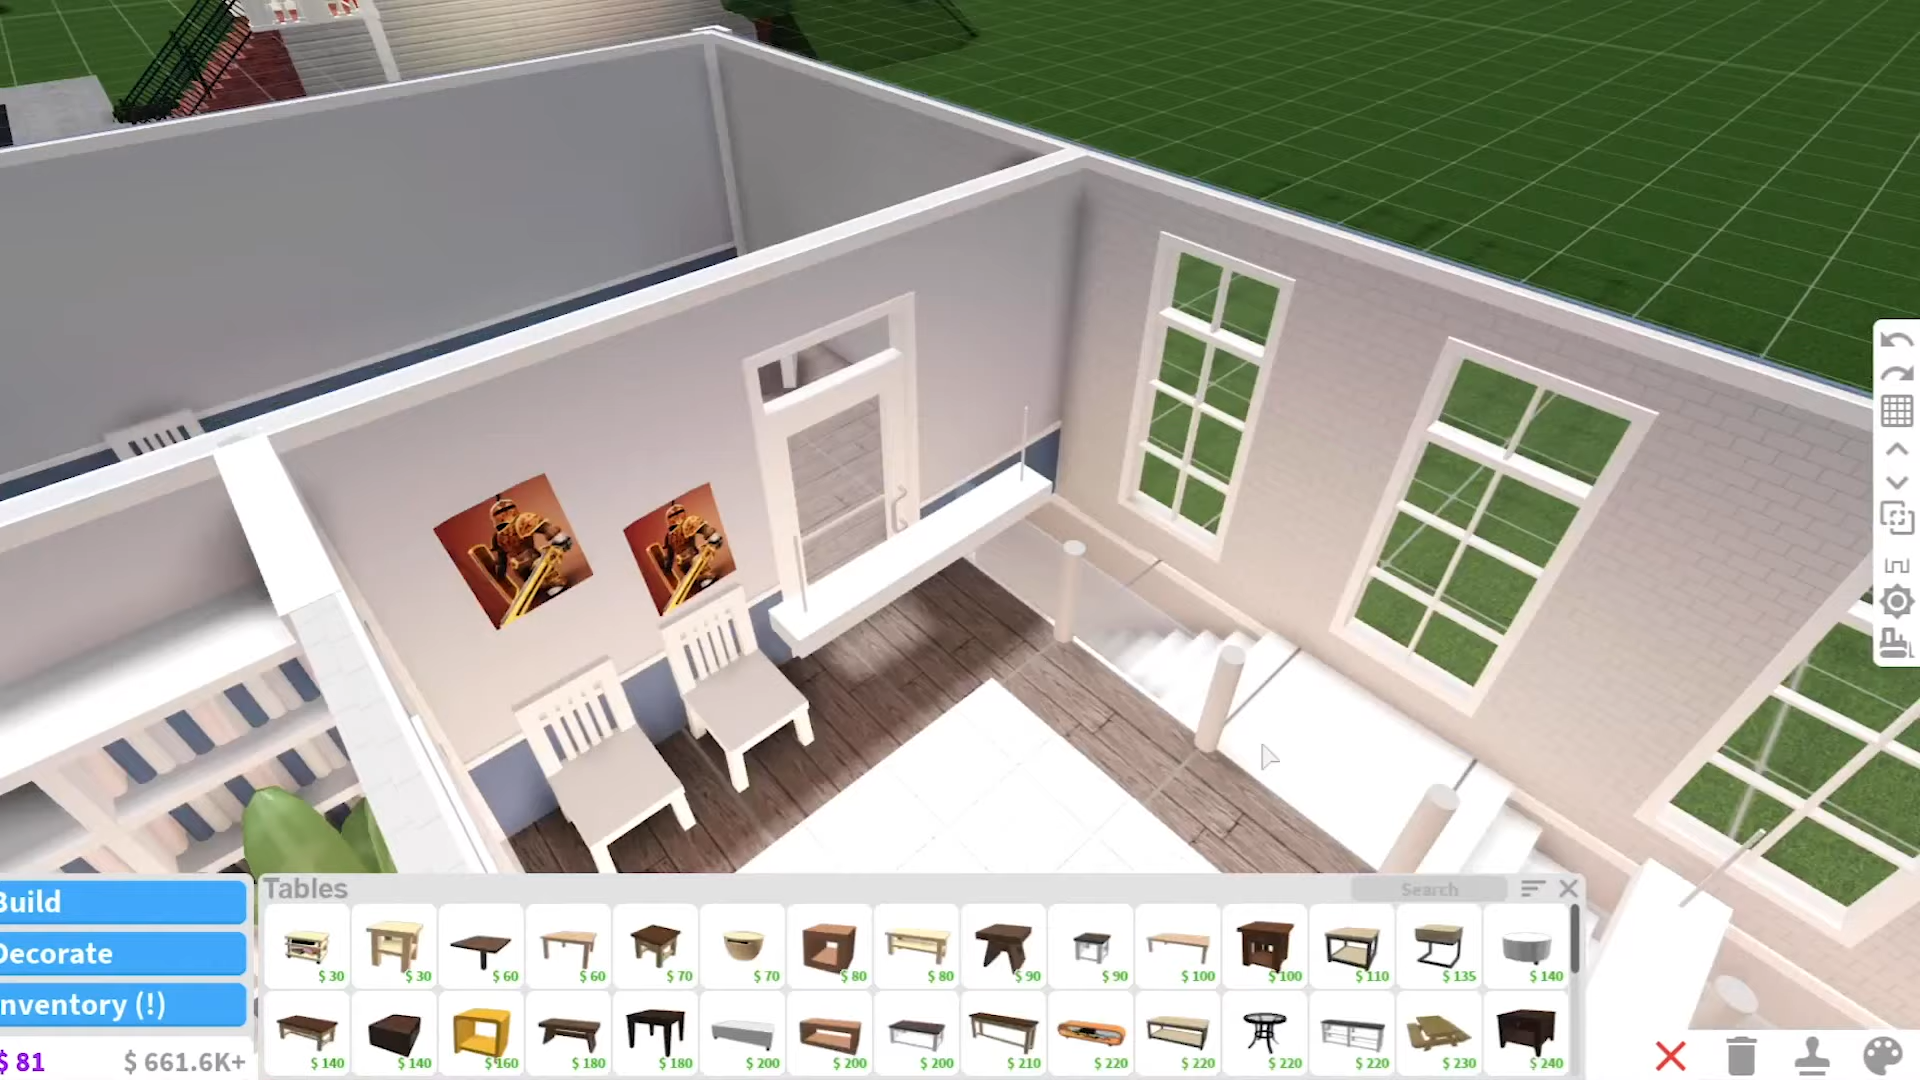 Tables
Search
Build
Decorate
Inventory (!)
$ 30 $ 30 $ 60 $ 60 $ 70 $ 70 $ 80 $ 80 $ 90 $ 90 $ 100 $ 100 $ 110 $ 135 $ 140
$ 140 $ 140 $ 160 $ 180 $ 180 $ 200 $ 200 $ 200 $ 210 $ 220 $ 220 $ 220 $ 220 $ 230 $ 240
$ 81 $ 661.6K+